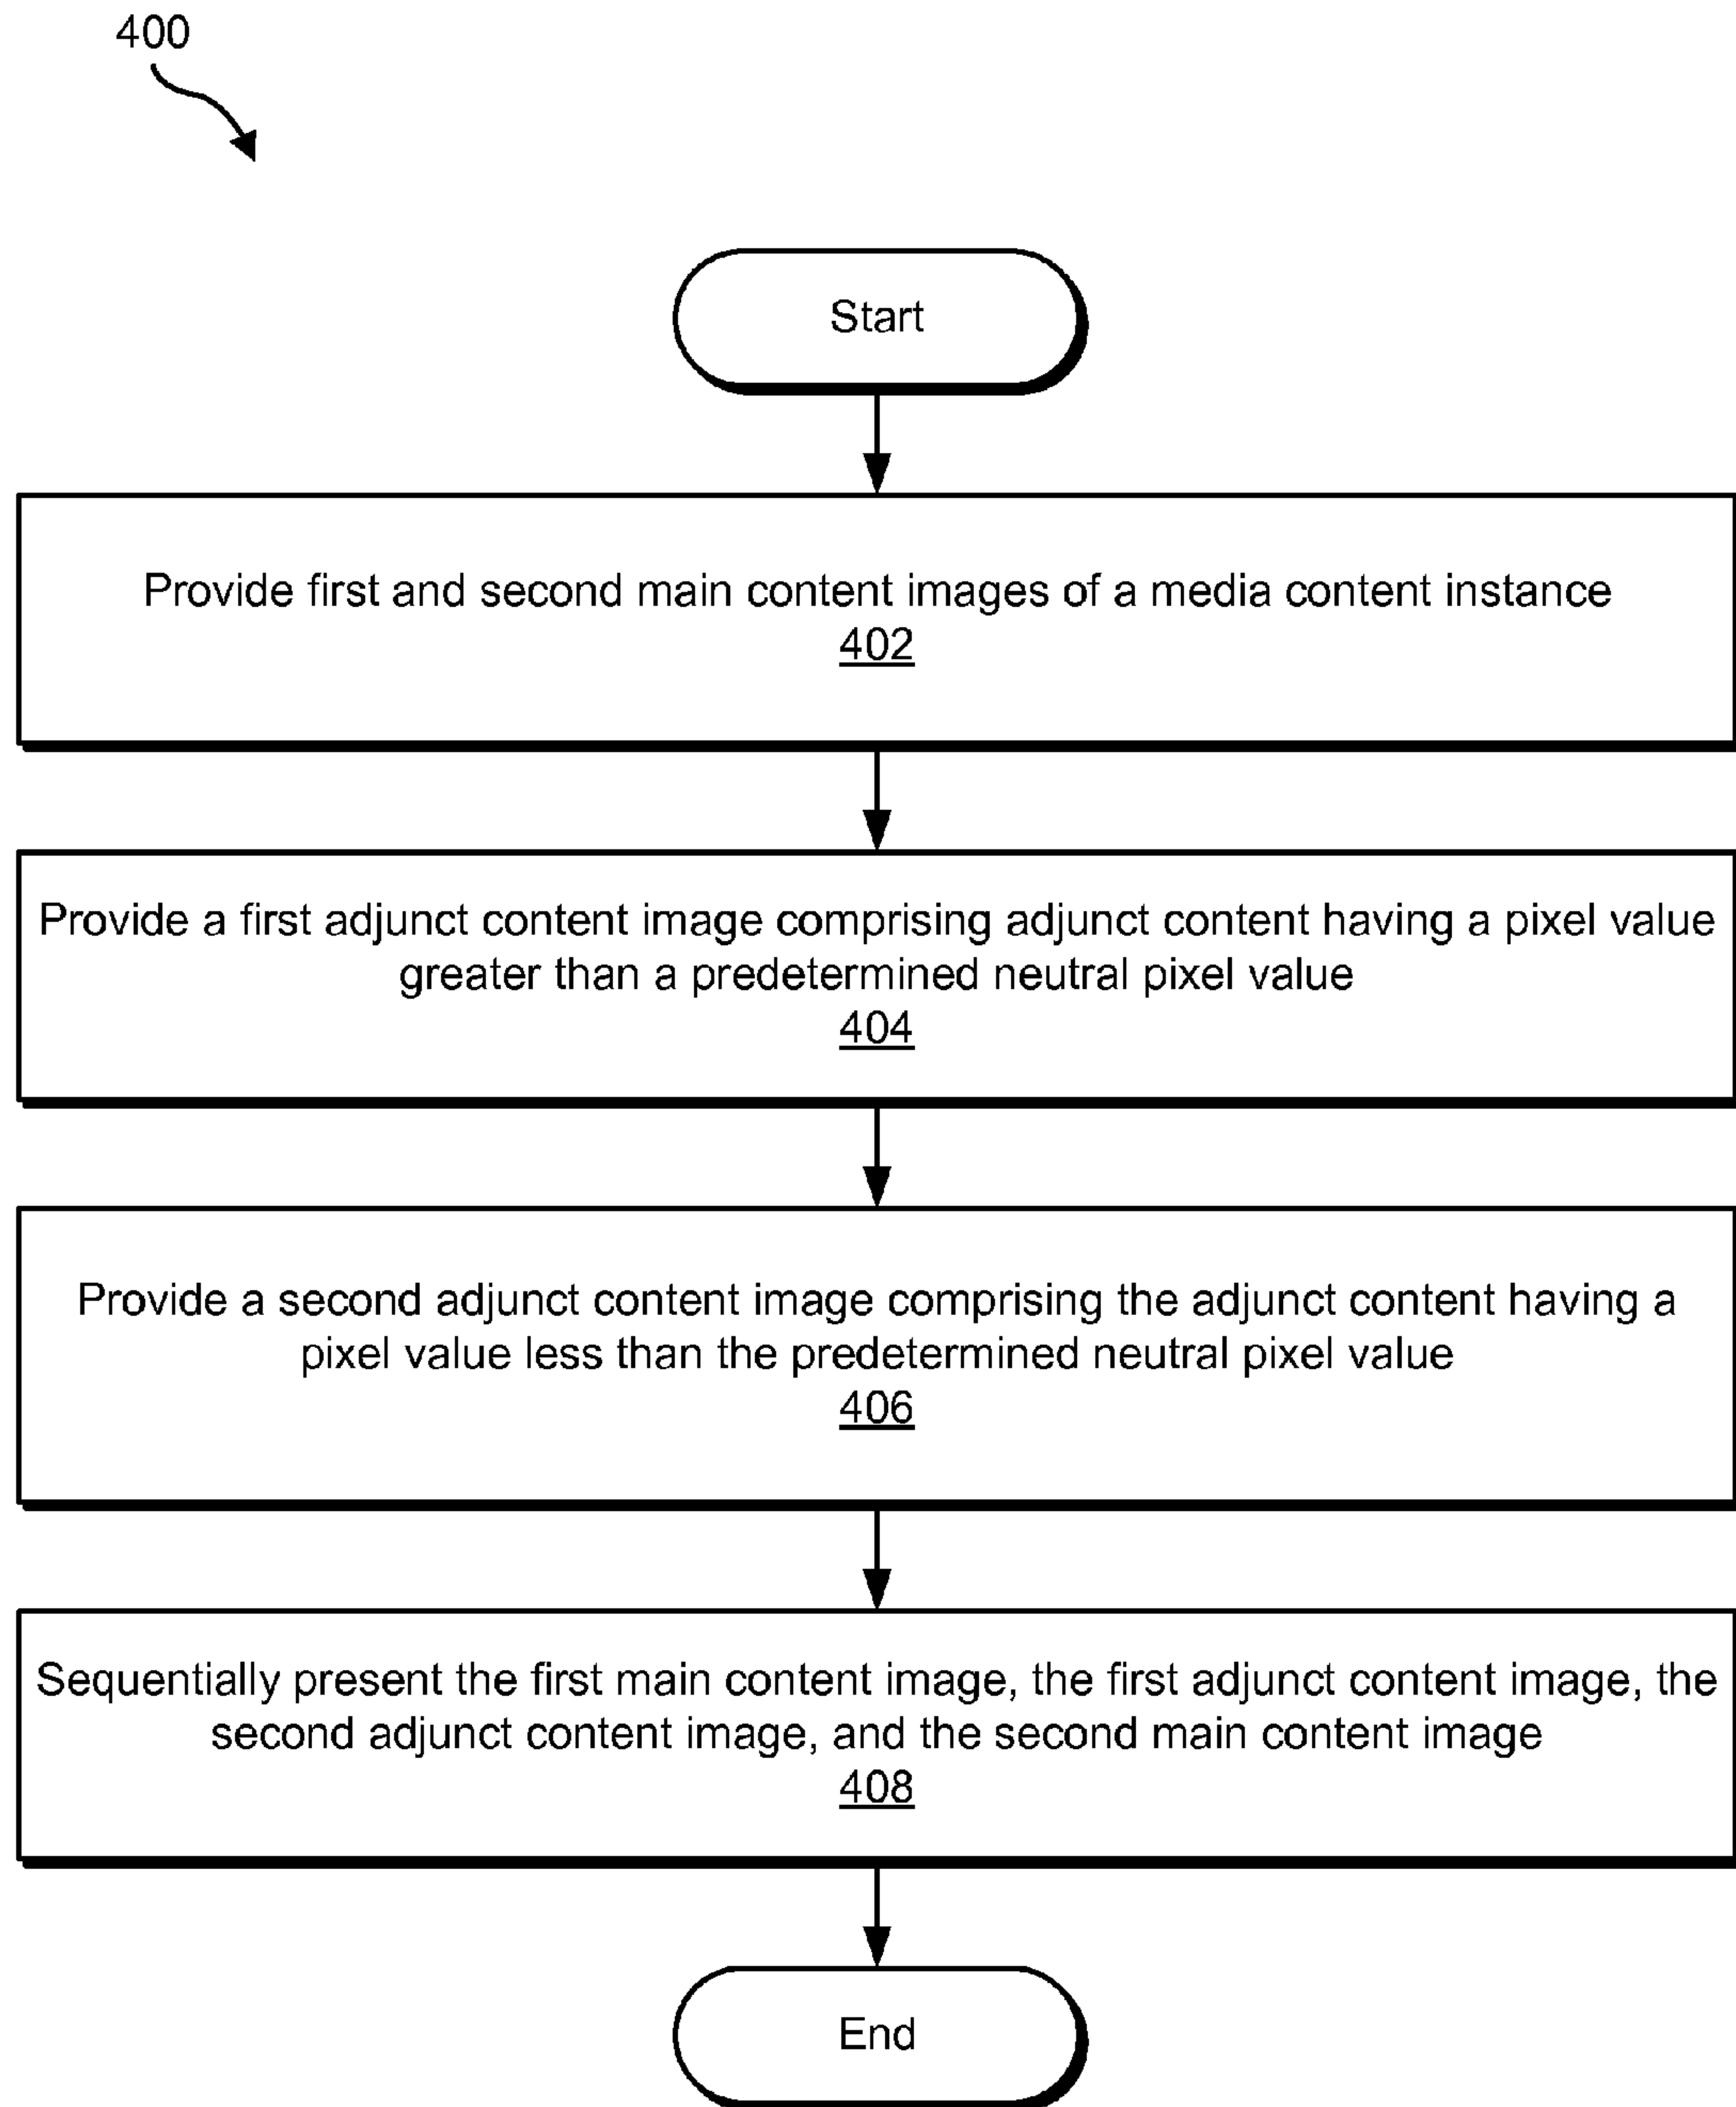 400
Start
Provide first and second main content images of a media content instance
402
Provide a first adjunct content image comprising adjunct content having a pixel value
greater than a predetermined neutral pixel value
404
Provide a second adjunct content image comprising the adjunct content having a
pixel value less than the predetermined neutral pixel value
406
Sequentially present the first main content image, the first adjunct content image, the
second adjunct content image, and the second main content image
408
End